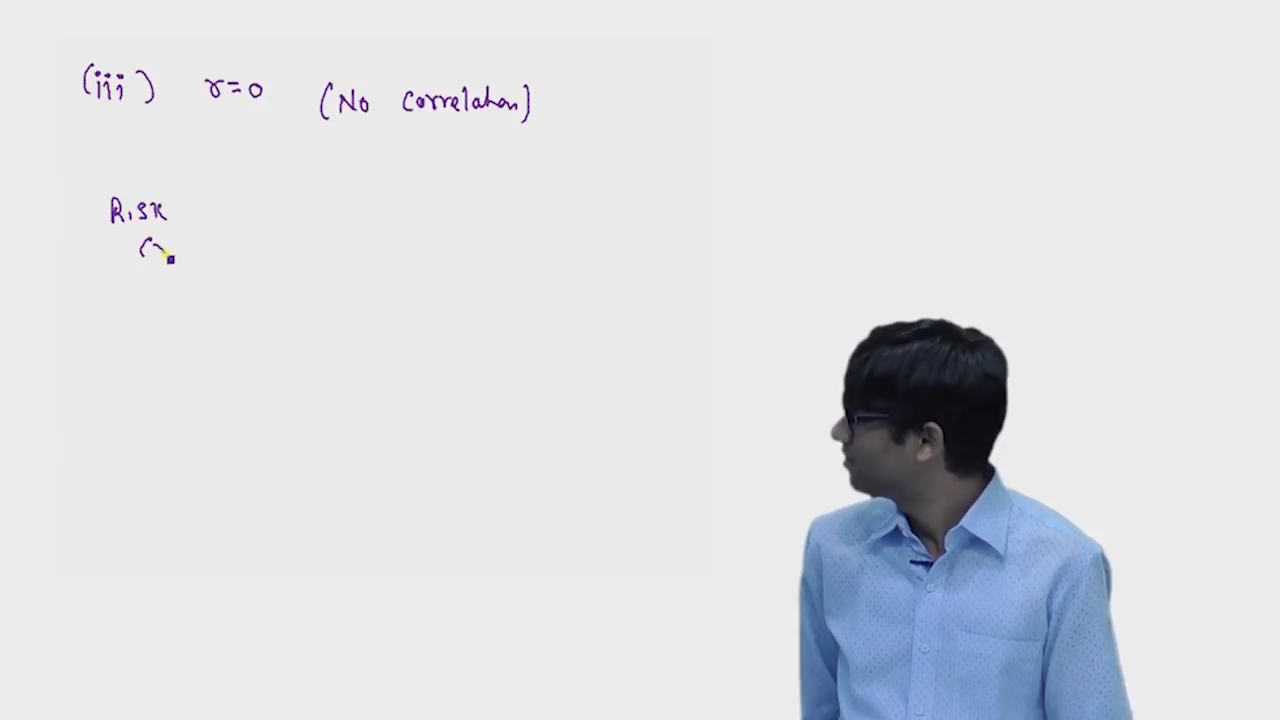 (iii) r=0 (No correlation)
Risk
(